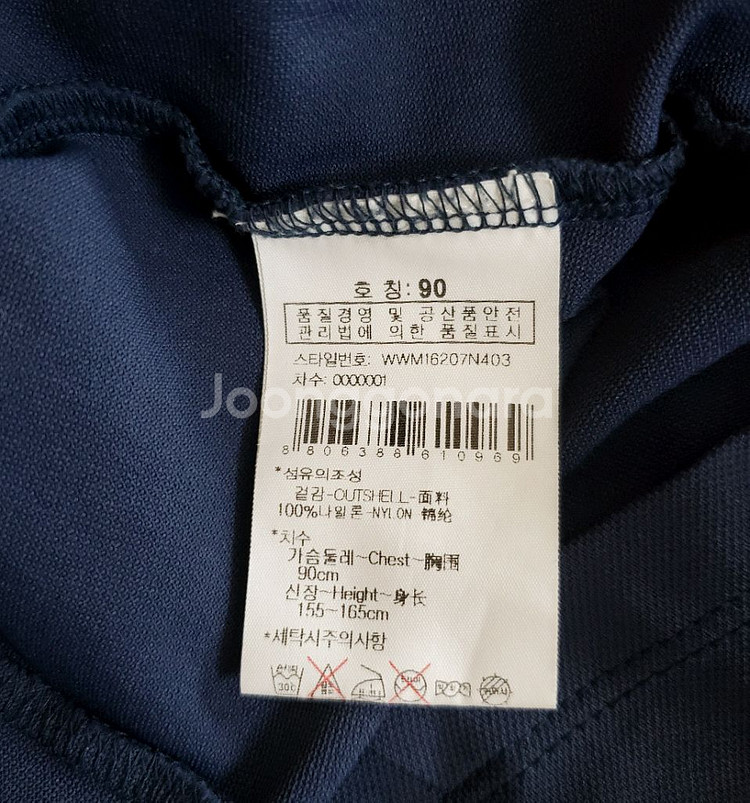 호 칭: 90
품질경영 및 공산품안전
관리법에 의한 품질표시
스타일번호: WWM16207N403
차수: 0000001
Joonggonara
8806388610969
*섬유의조성
겉감-OUTSHELL-面料
100%나일론-NYLON 锦纶
*치수
가슴둘레~Chest~胸围
90cm
신장~Height~身长
155~165cm
*세탁시주의사항
30℃